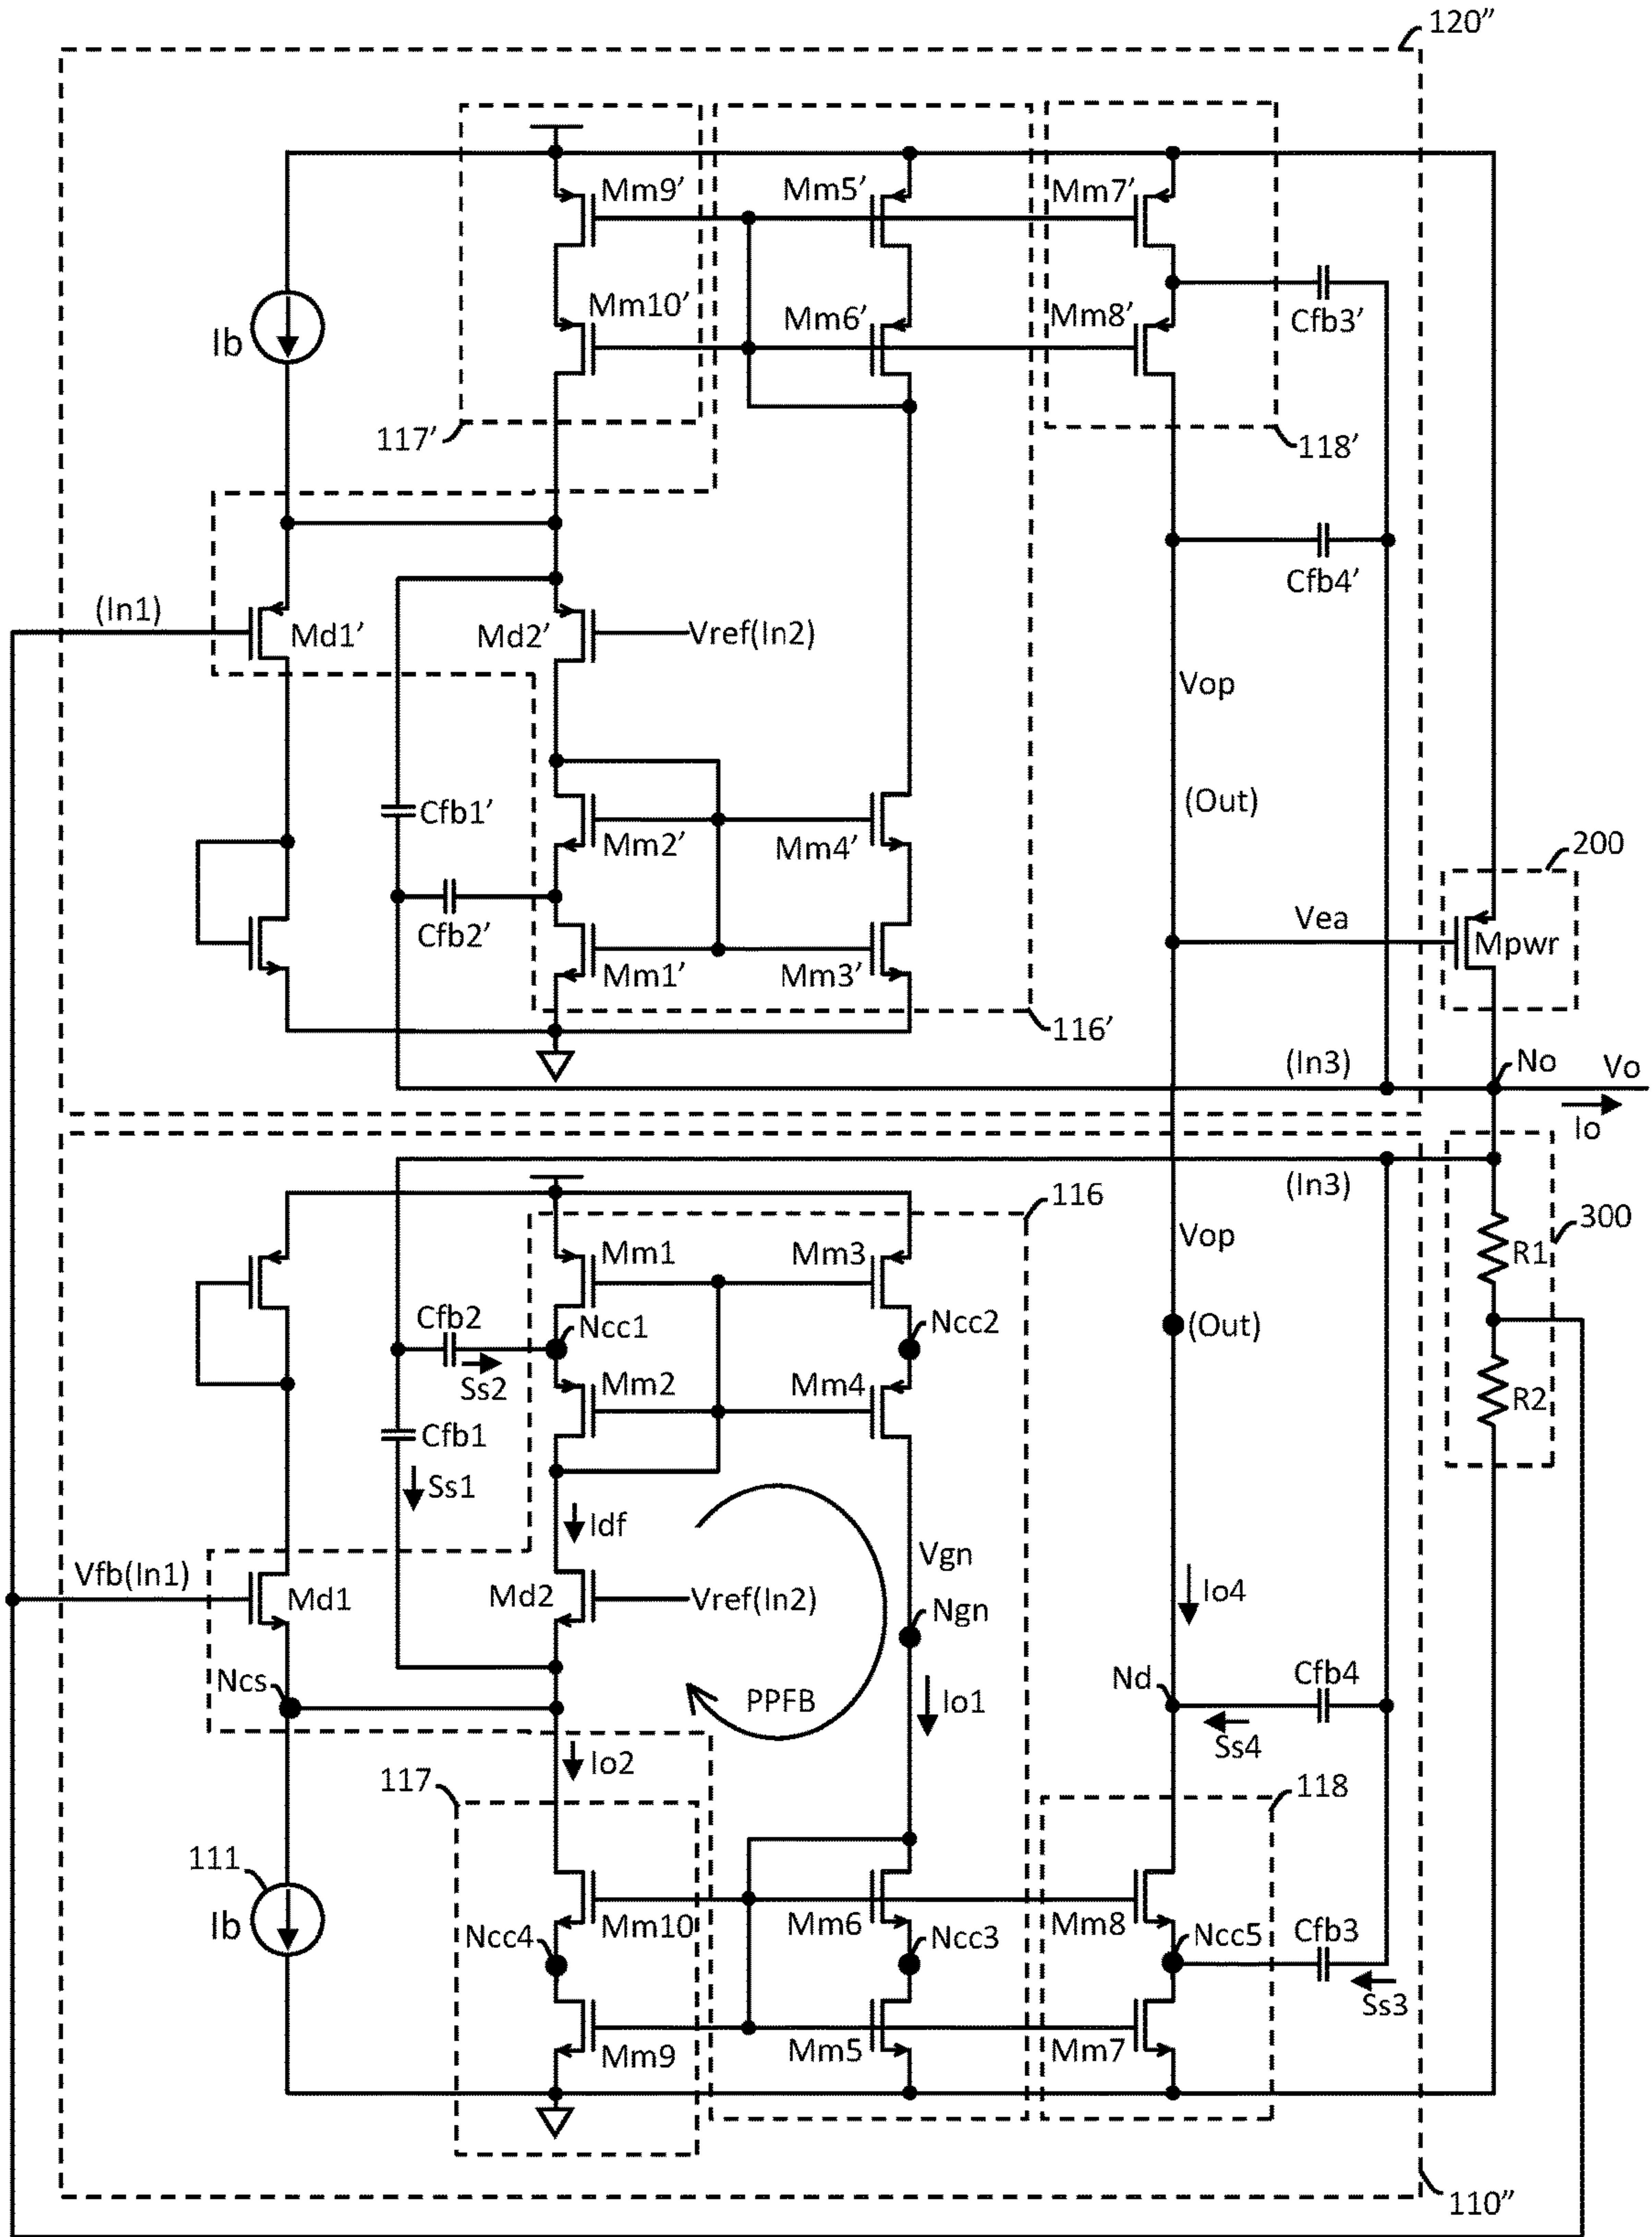 120”
Mm9’
Mm5’
Mm7’
Mm10’
Mm6’
Mm8’
Cfb3’
Ib
117’
118’
Cfb4’
(In1)
Md1’
Md2’
Vref(In2)
Vop
(Out)
Cfb1’
Mm2’
Mm4’
200
Cfb2’
Vea
Mpwr
Mm1’
Mm3’
116’
(In3)
No
Vo
Io
(In3)
116
300
Mm1
Mm3
Vop
R1
Cfb2
Ncc1
Ncc2
(Out)
Ss2
Mm2
Mm4
R2
Cfb1
Ss1
Idf
Vgn
Vfb(In1)
Md1
Md2
Vref(In2)
Io4
Ngn
Ncs
PPFB
Io1
Nd
Cfb4
Ss4
Io2
117
118
111
Ib
Mm10
Mm6
Mm8
Ncc4
Ncc3
Ncc5
Cfb3
Ss3
Mm9
Mm5
Mm7
110”